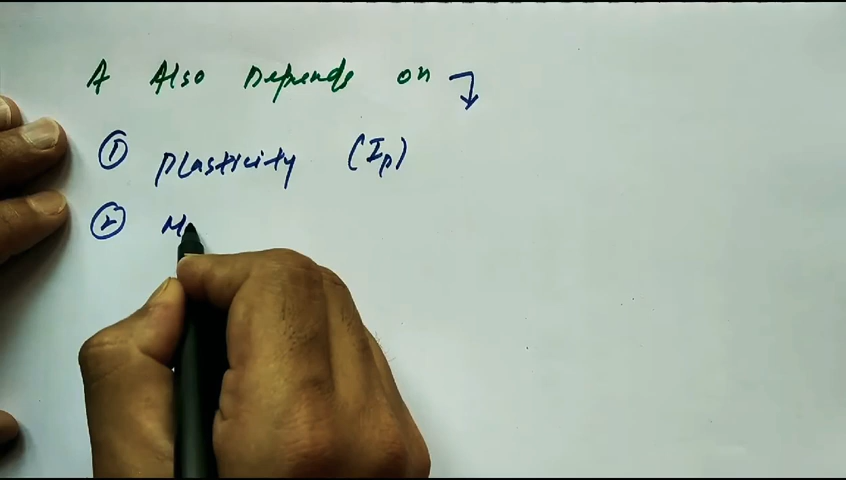 A Also Depends on
① Plasticity (Ip)
② M